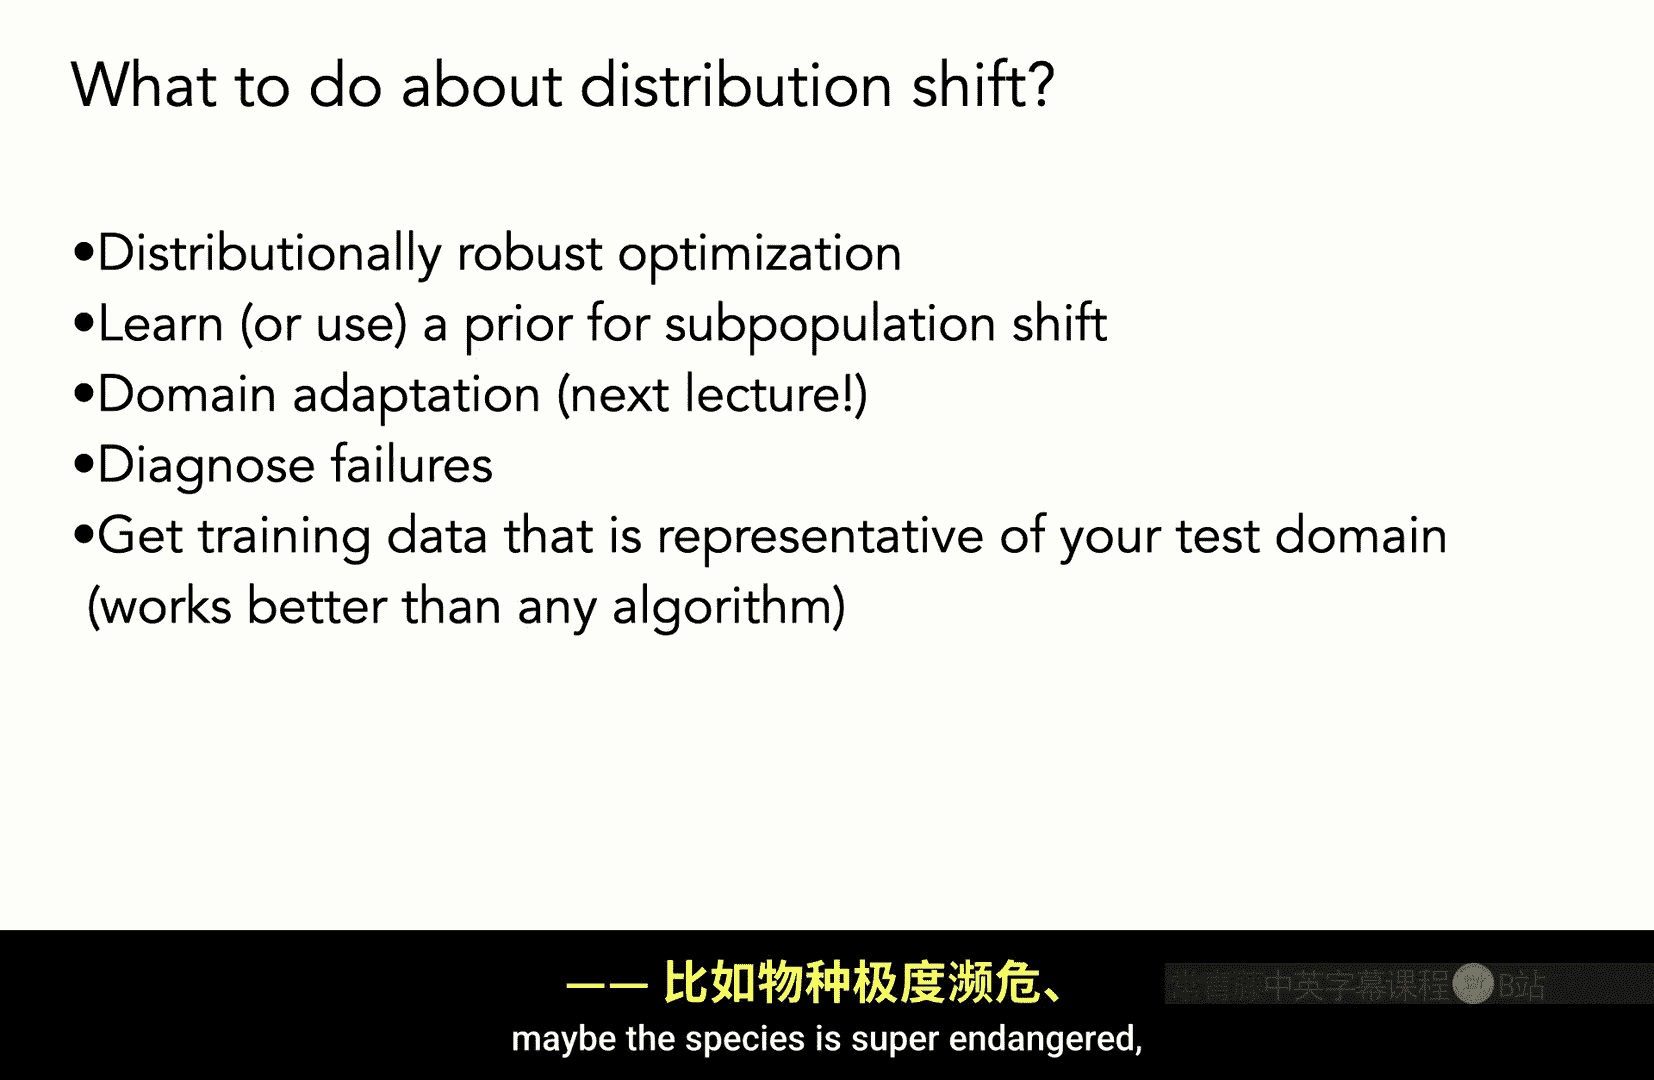 What to do about distribution shift?
•Distributionally robust optimization
•Learn (or use) a prior for subpopulation shift
•Domain adaptation (next lecture!)
•Diagnose failures
•Get training data that is representative of your test domain
(works better than any algorithm)
—— 比如物种极度濒危、
中英字幕课程 B站
maybe the species is super endangered,